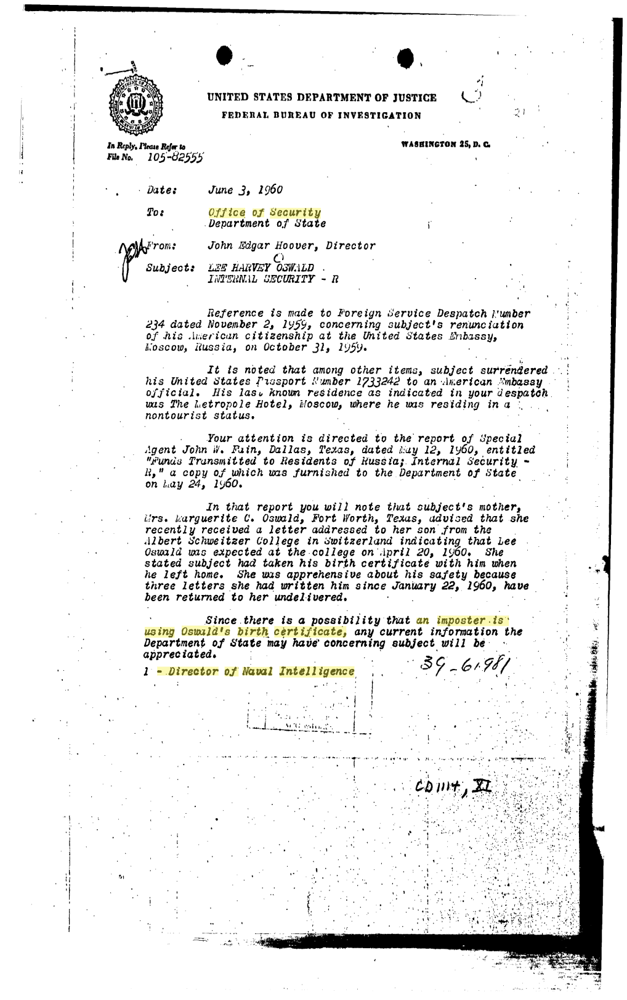 UNITED STATES DEPARTMENT OF JUSTICE
FEDERAL BUREAU OF INVESTIGATION
WASHINGTON 25, D. C.
In Reply, Please Refer to
File No. 105-82555
Date: June 3, 1960
To: Office of Security
Department of State
From: John Edgar Hoover, Director
Subject: LEE HARVEY OSWALD
INTERNAL SECURITY - R
Reference is made to Foreign Service Despatch Number
234 dated November 2, 1959, concerning subject's renunciation
of his American citizenship at the United States Embassy,
Moscow, Russia, on October 31, 1959.
It is noted that among other items, subject surrendered
his United States Passport Number 1733242 to an American Embassy
official. His last known residence as indicated in your despatch
was The Metropole Hotel, Moscow, where he was residing in a
nontourist status.
Your attention is directed to the report of Special
Agent John W. Fain, Dallas, Texas, dated May 12, 1960, entitled
"Funds Transmitted to Residents of Russia; Internal Security -
R," a copy of which was furnished to the Department of State
on May 24, 1960.
In that report you will note that subject's mother,
Mrs. Marguerite C. Oswald, Fort Worth, Texas, advised that she
recently received a letter addressed to her son from the
Albert Schweitzer College in Switzerland indicating that Lee
Oswald was expected at the college on April 20, 1960. She
stated subject had taken his birth certificate with him when
he left home. She was apprehensive about his safety because
three letters she had written him since January 22, 1960, have
been returned to her undelivered.
Since there is a possibility that an imposter is
using Oswald's birth certificate, any current information the
Department of State may have concerning subject will be
appreciated.
1 - Director of Naval Intelligence
39-61981
CD 1114, XI